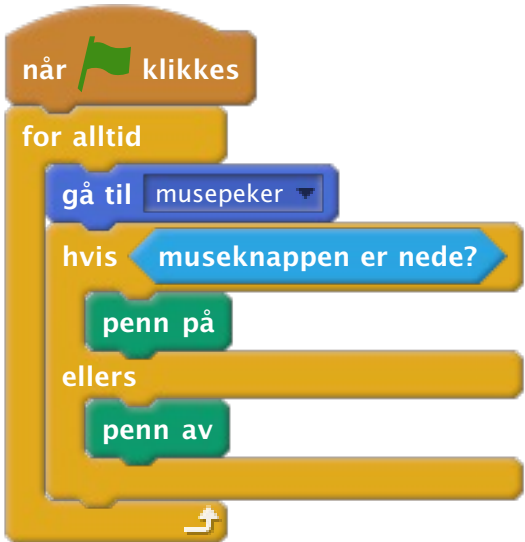 når klikkes
for alltid
gå til musepeker
hvis museknappen er nede?
penn på
ellers
penn av